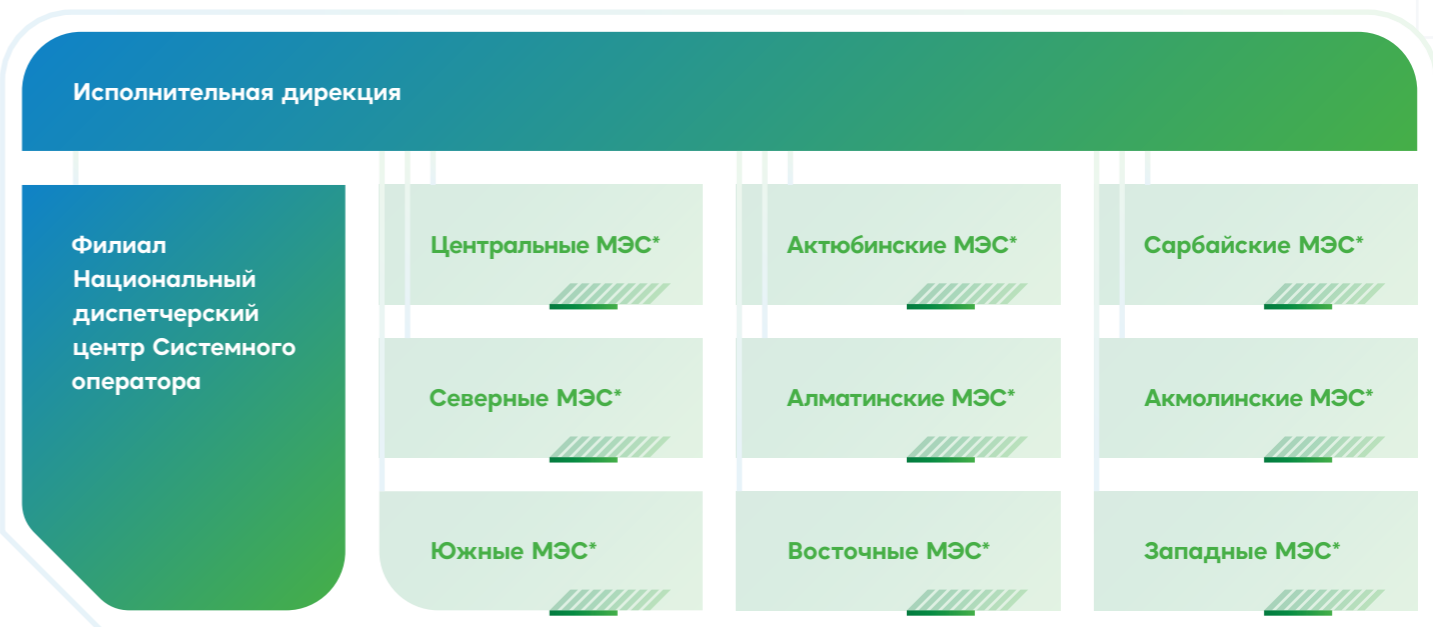 Исполнительная дирекция
Филиал
Национальный
диспетчерский
центр Системного
оператора
Центральные МЭС*
Актюбинские МЭС*
Сарбайские МЭС*
Северные МЭС*
Алматинские МЭС*
Акмолинские МЭС*
Южные МЭС*
Восточные МЭС*
Западные МЭС*